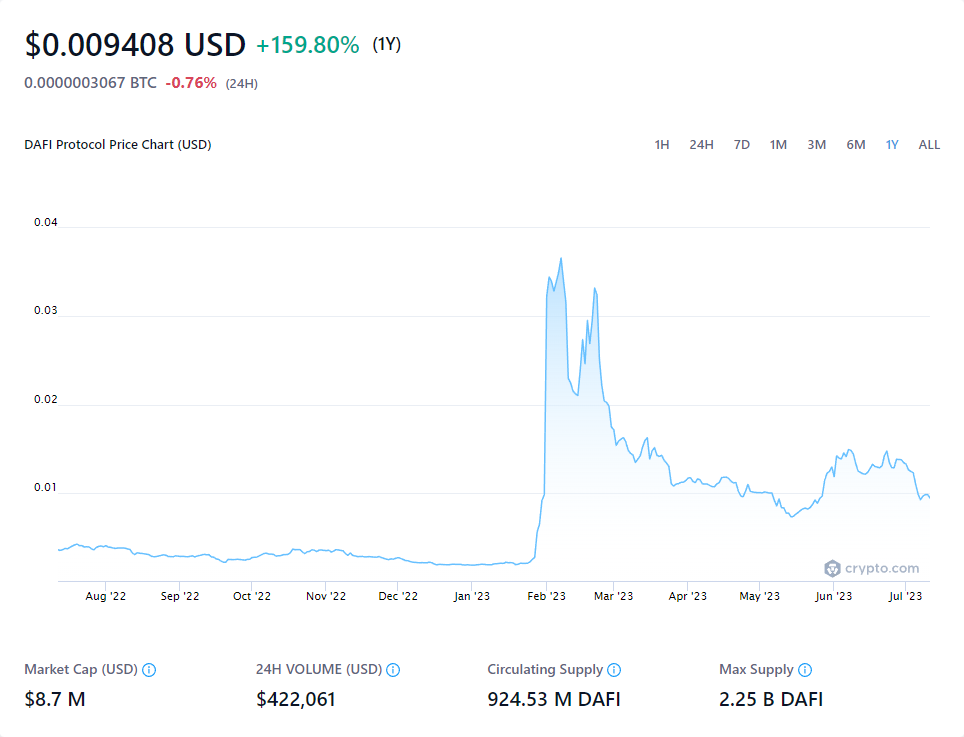 $0.009408 USD +159.80% (1Y)
0.0000003067 BTC -0.76% (24H)
DAFI Protocol Price Chart (USD) 1H 24H 7D 1M 3M 6M 1Y ALL
0.04
0.03
0.02
0.01
crypto.com
Aug '22 Sep '22 Oct '22 Nov '22 Dec '22 Jan '23 Feb '23 Mar '23 Apr '23 May '23 Jun '23 Jul '23
Market Cap (USD) 24H VOLUME (USD) Circulating Supply Max Supply
$8.7 M $422,061 924.53 M DAFI 2.25 B DAFI